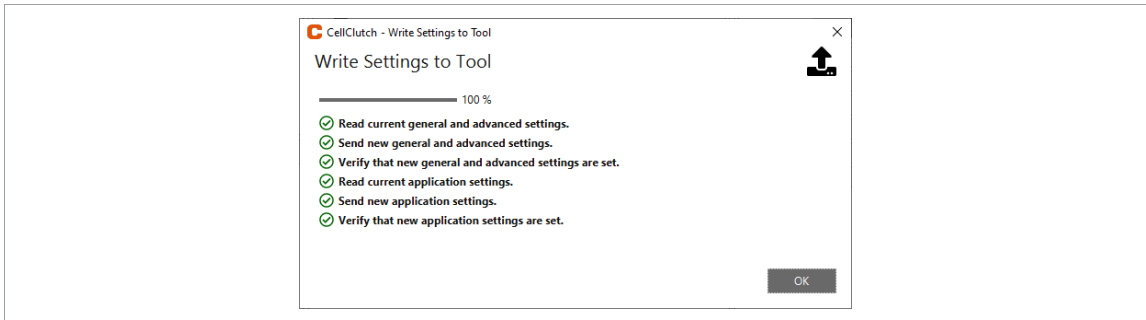 CellClutch - Write Settings to Tool
Write Settings to Tool
100 %
Read current general and advanced settings.
Send new general and advanced settings.
Verify that new general and advanced settings are set.
Read current application settings.
Send new application settings.
Verify that new application settings are set.
OK